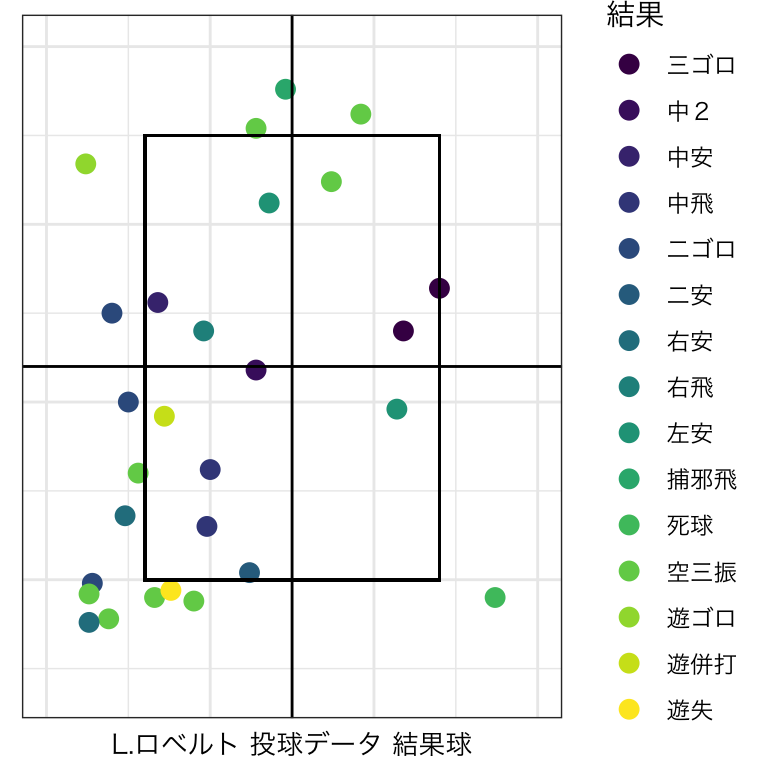 結果
三ゴロ
中２
中安
中飛
二ゴロ
二安
右安
右飛
左安
捕邪飛
死球
空三振
遊ゴロ
遊併打
遊失
L.ロベルト 投球データ 結果球